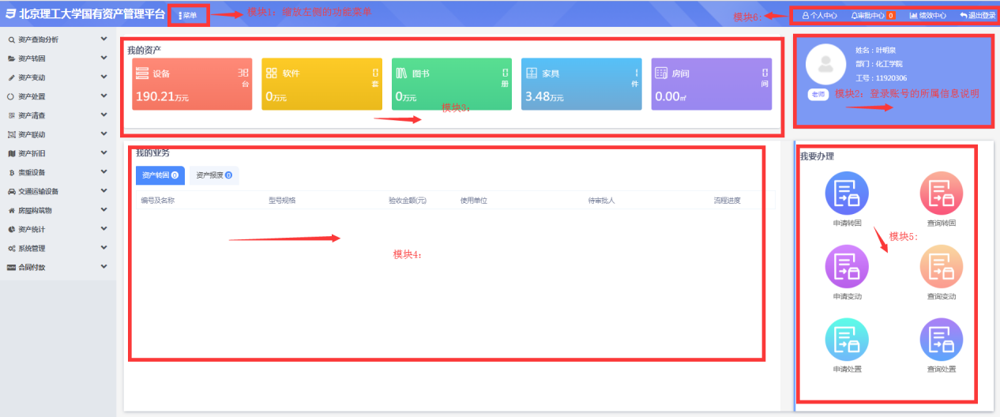 北京理工大学国有资产管理平台
菜单
模块1：缩放左侧的功能菜单
模块6:
个人中心
审批中心 0
绩效中心
退出登录
资产查询分析
资产转固
资产变动
资产处置
资产清查
资产联动
资产折旧
贵重设备
交通运输设备
房屋构筑物
资产统计
系统管理
合同付款
我的资产
设备
38
台
190.21万元
软件
0
套
0万元
图书
0
册
0万元
家具
1
件
3.48万元
房间
0
间
0.00㎡
模块3：
姓名：叶明泉
部门：化工学院
工号：11920306
老师
模块2：登录账号的所属信息说明
我的业务
资产转固 0
资产报废 0
编号及名称
型号规格
验收金额(元)
使用单位
待审批人
流程进度
模块4：
我要办理
申请转固
查询转固
模块5:
申请变动
查询变动
申请处置
查询处置